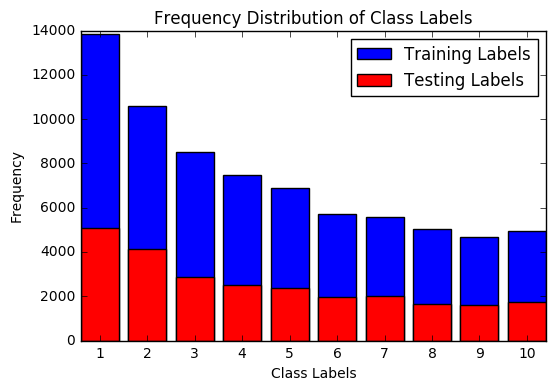 Frequency Distribution of Class Labels
14000
12000
10000
8000
6000
4000
2000
0
Frequency
Training Labels
Testing Labels
1 2 3 4 5 6 7 8 9 10
Class Labels